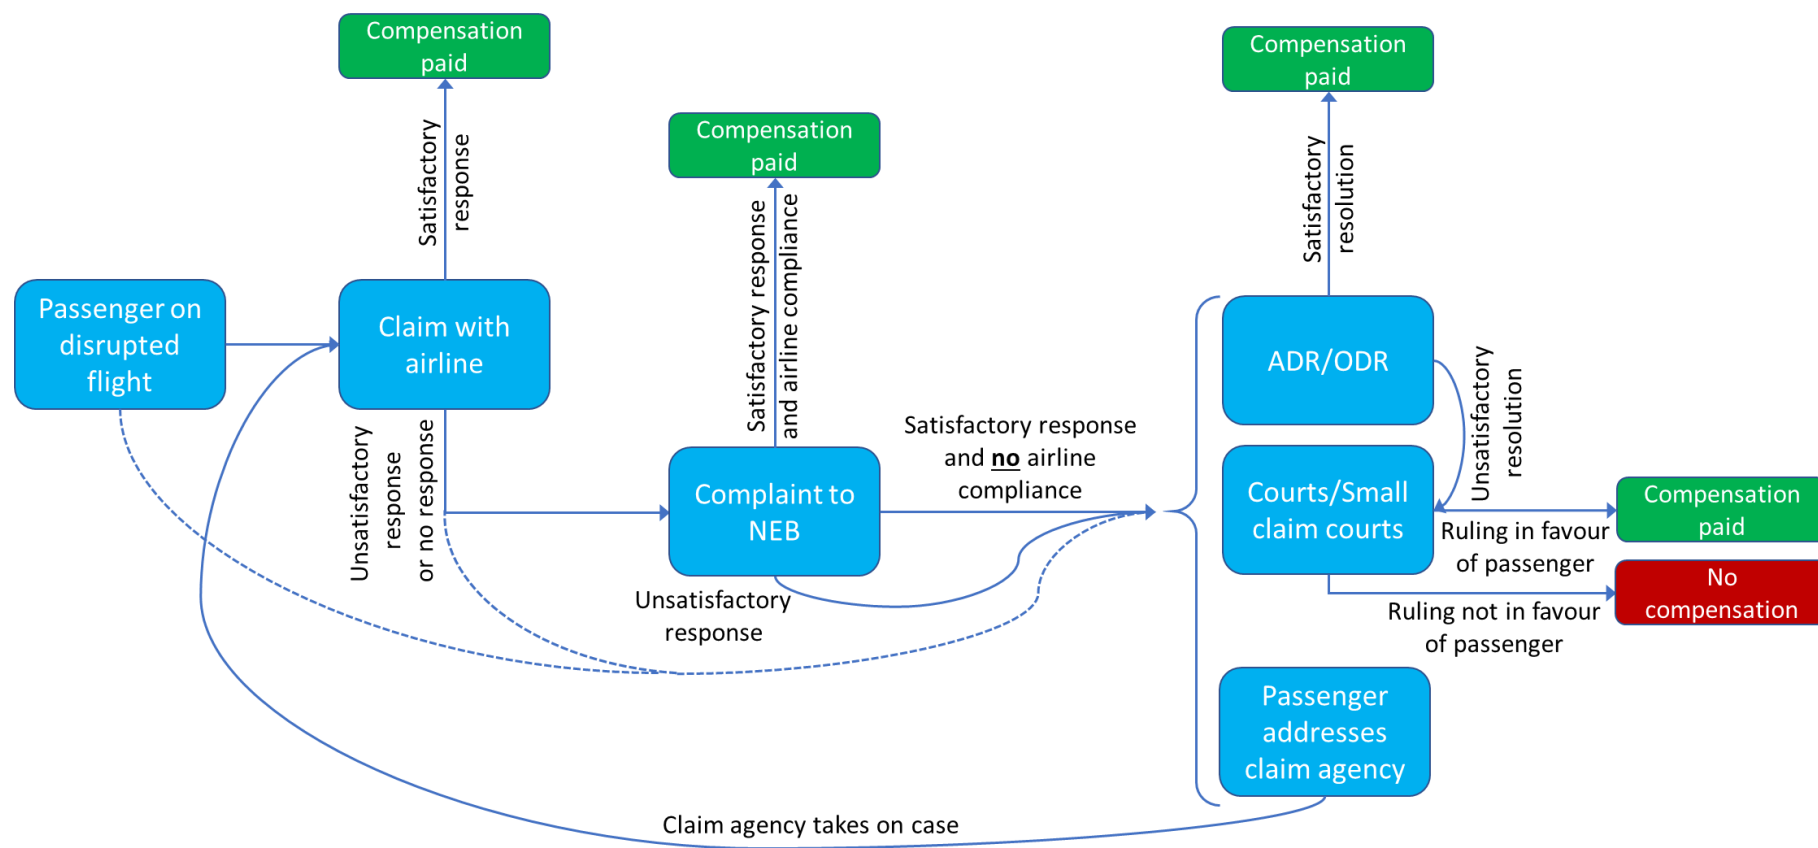 Compensation
paid
Satisfactory
response
Passenger on
disrupted
flight
Claim with
airline
Unsatisfactory
response
or no response
Compensation
paid
Satisfactory response
and airline compliance
Complaint to
NEB
Unsatisfactory
response
Satisfactory response
and no airline
compliance
Compensation
paid
Satisfactory
resolution
ADR/ODR
Unsatisfactory
resolution
Courts/Small
claim courts
Compensation
paid
Ruling in favour
of passenger
No
compensation
Ruling not in favour
of passenger
Passenger
addresses
claim agency
Claim agency takes on case